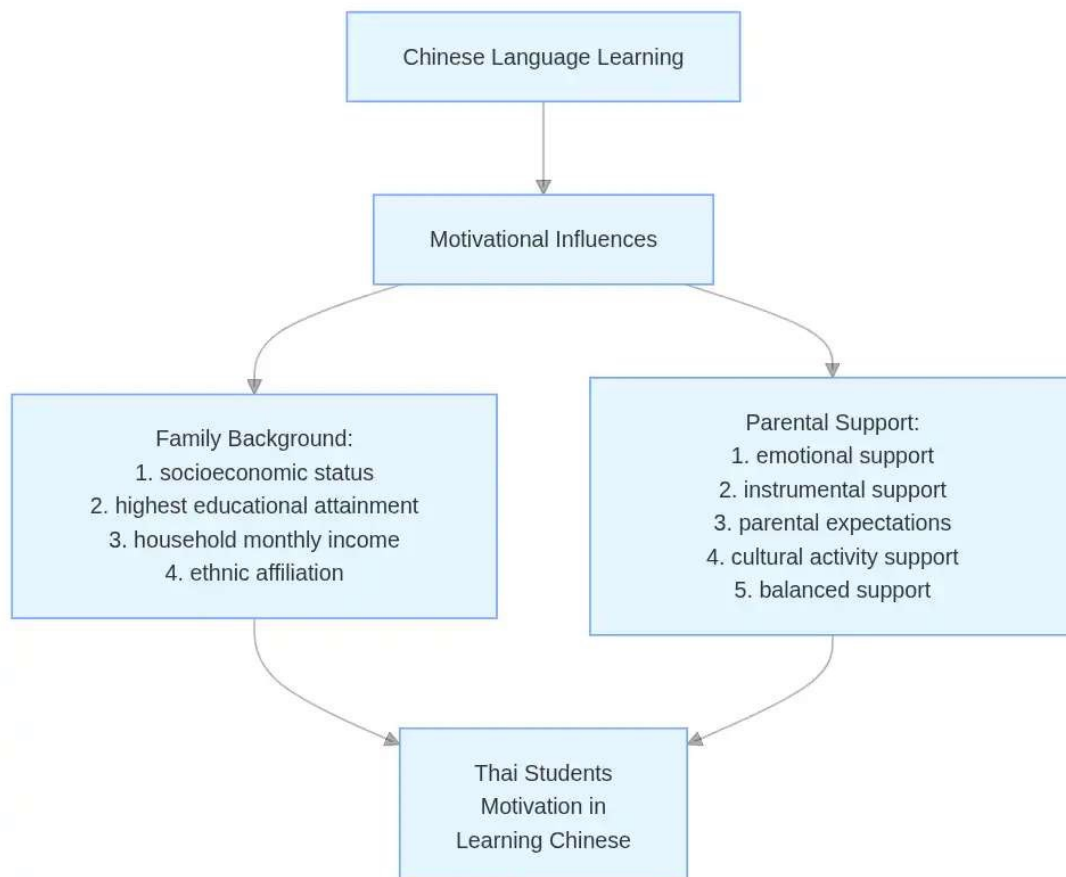 Chinese Language Learning
Motivational Influences
Family Background:
1. socioeconomic status
2. highest educational attainment
3. household monthly income
4. ethnic affiliation
Parental Support:
1. emotional support
2. instrumental support
3. parental expectations
4. cultural activity support
5. balanced support
Thai Students
Motivation in
Learning Chinese